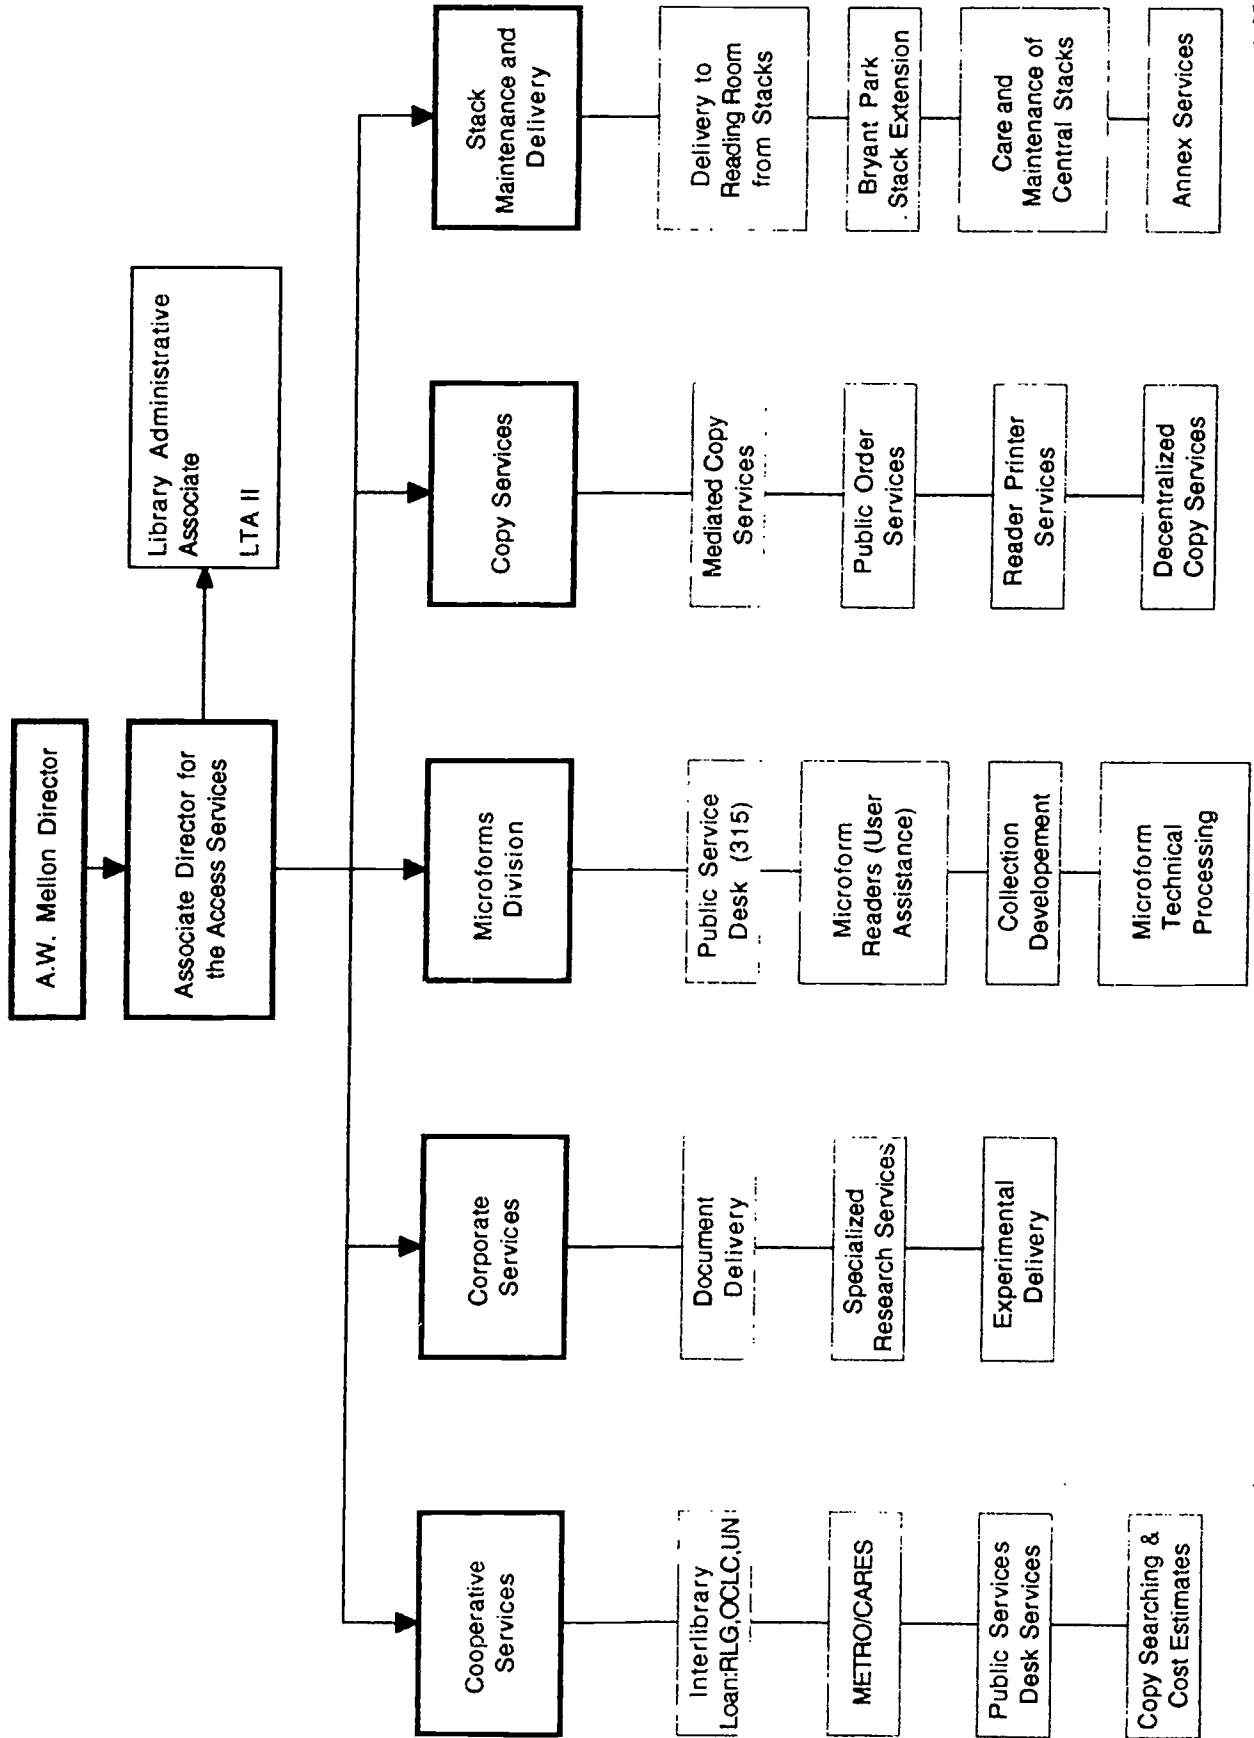 A.W. Mellon Director
Associate Director for
the Access Services
Library Administrative
Associate
LTA II
Cooperative
Services
Interlibrary
Loan:RLG,OCLC,UN
METRO/CARES
Public Services
Desk Services
Copy Searching &
Cost Estimates
Corporate
Services
Document
Delivery
Specialized
Research Services
Experimental
Delivery
Microforms
Division
Public Service
Desk (315)
Microform
Readers (User
Assistance)
Collection
Developement
Microform
Technical
Processing
Copy Services
Mediated Copy
Services
Public Order
Services
Reader Printer
Services
Decentralized
Copy Services
Stack
Maintenance and
Delivery
Delivery to
Reading Room
from Stacks
Bryant Park
Stack Extension
Care and
Maintenance of
Central Stacks
Annex Services